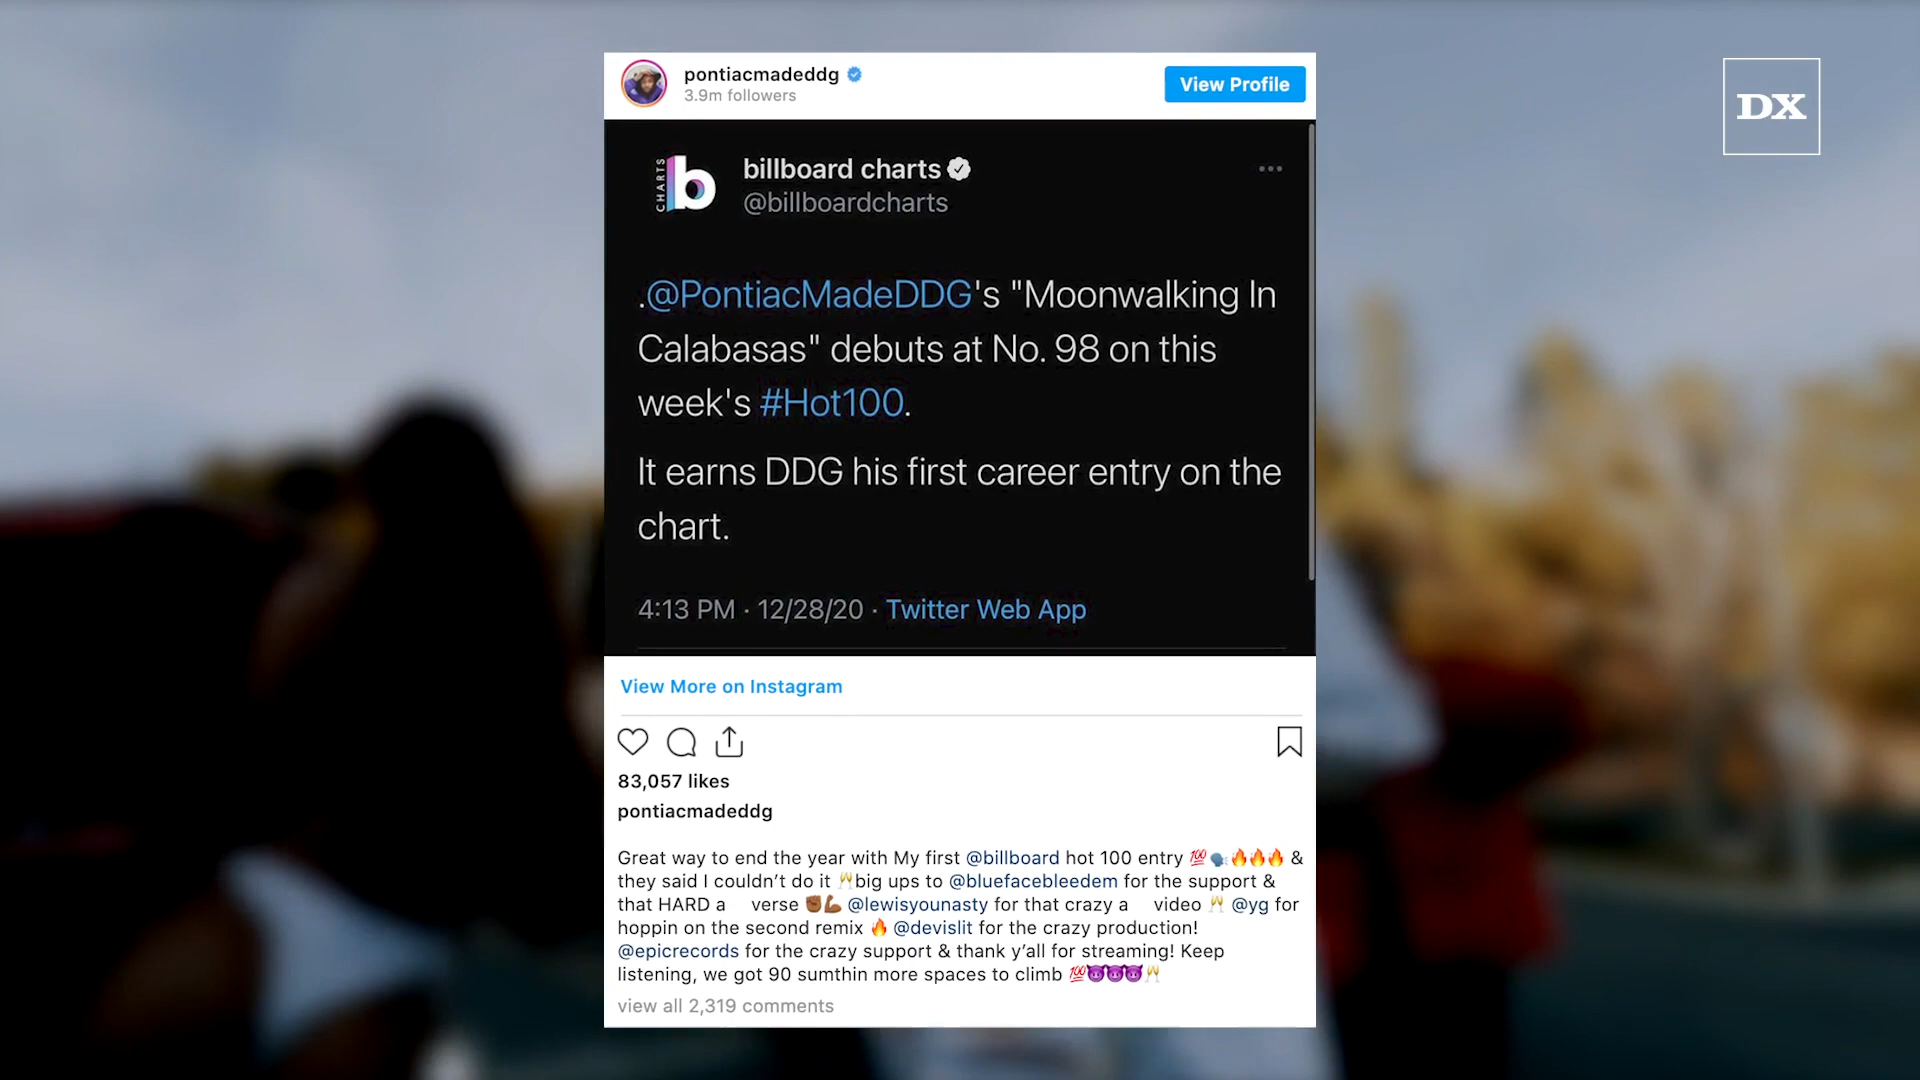 pontiacmadeddg
3.9m followers
View Profile
DX
CHARTS b
billboard charts
@billboardcharts
.@PontiacMadeDDG's "Moonwalking In
Calabasas" debuts at No. 98 on this
week's #Hot100.
It earns DDG his first career entry on the
chart.
4:13 PM · 12/28/20 · Twitter Web App
View More on Instagram
83,057 likes
pontiacmadeddg
Great way to end the year with My first @billboard hot 100 entry 💯🗣🔥🔥🔥 &
they said I couldn’t do it 🥂big ups to @bluefacebleedem for the support &
that HARD a verse ✊🏾💪🏾 @lewisyounasty for that crazy a video 🥂 @yg for
hoppin on the second remix 🔥 @devislit for the crazy production!
@epicrecords for the crazy support & thank y’all for streaming! Keep
listening, we got 90 sumthin more spaces to climb 💯😈😈😈🥂
view all 2,319 comments